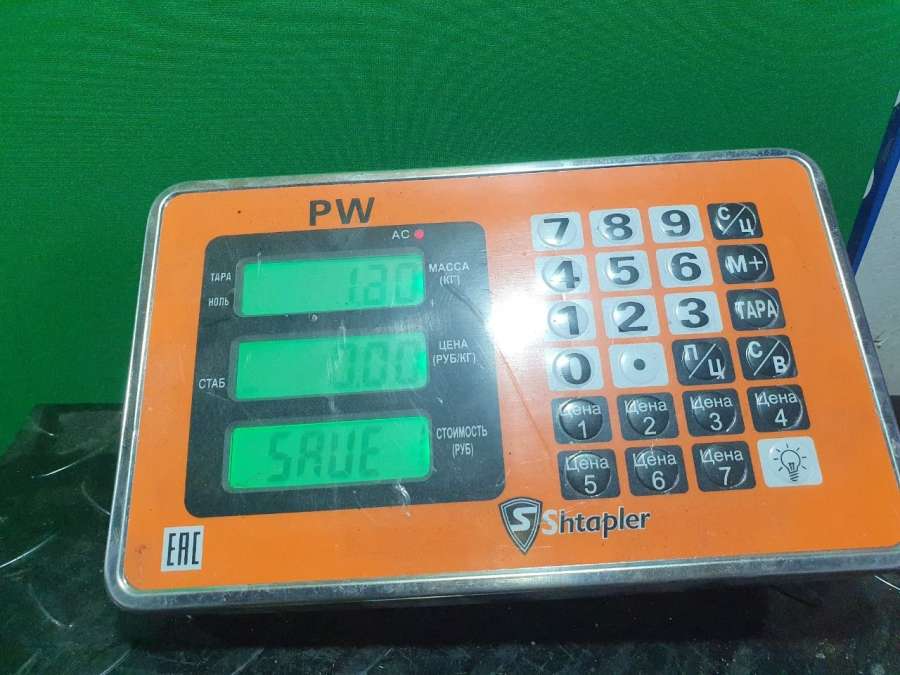 PW
AC
ТАРА
НОЛЬ
1.80
МАССА
(КГ)
0.00
ЦЕНА
(РУБ/КГ)
СТАБ
SAVE
СТОИМОСТЬ
(РУБ)
7 8 9 С/Ц
4 5 6 М+
1 2 3 ТАРА
0 • П/Ц С/В
Цена 1 Цена 2 Цена 3 Цена 4
Цена 5 Цена 6 Цена 7
S Shtapler
EAC